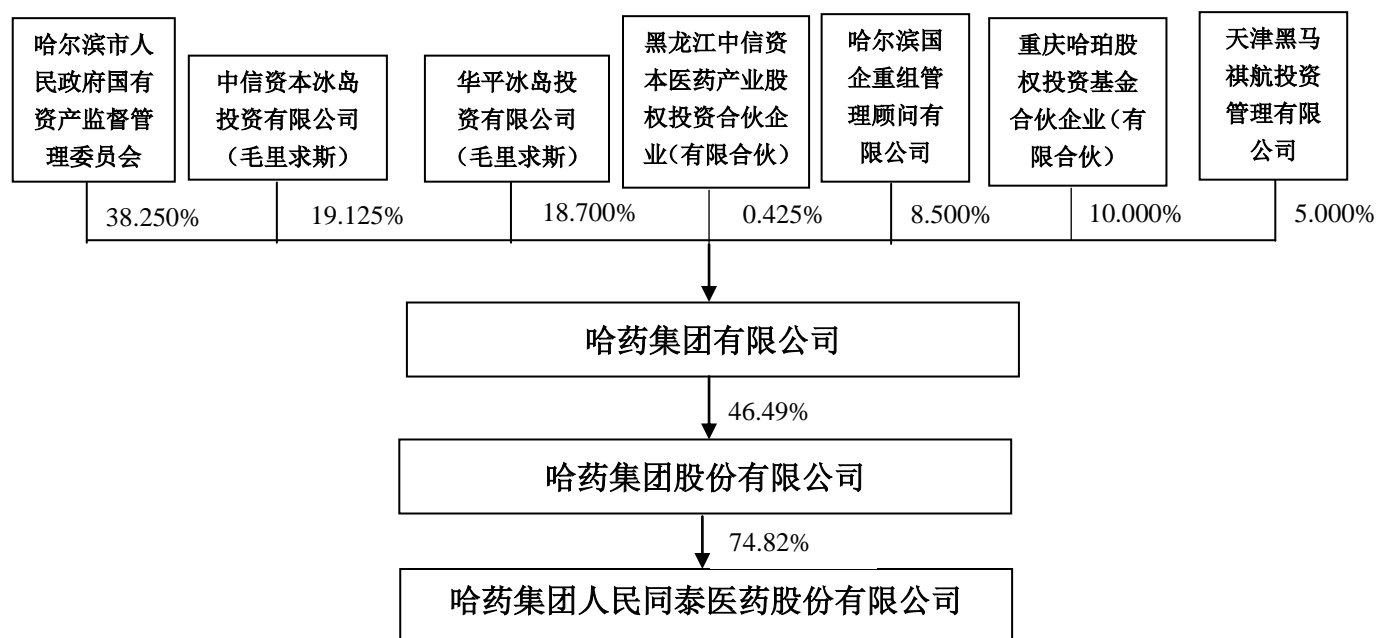 哈尔滨市人
民政府国有
资产监督管
理委员会
中信资本冰岛
投资有限公司
（毛里求斯）
华平冰岛投
资有限公司
（毛里求斯）
黑龙江中信资
本医药产业股
权投资合伙企
业（有限合伙）
哈尔滨国
企重组管
理顾问有
限公司
重庆哈珀股
权投资基金
合伙企业（有
限合伙）
天津黑马
祺航投资
管理有限
公司
38.250%
19.125%
18.700%
0.425%
8.500%
10.000%
5.000%
哈药集团有限公司
46.49%
哈药集团股份有限公司
74.82%
哈药集团人民同泰医药股份有限公司